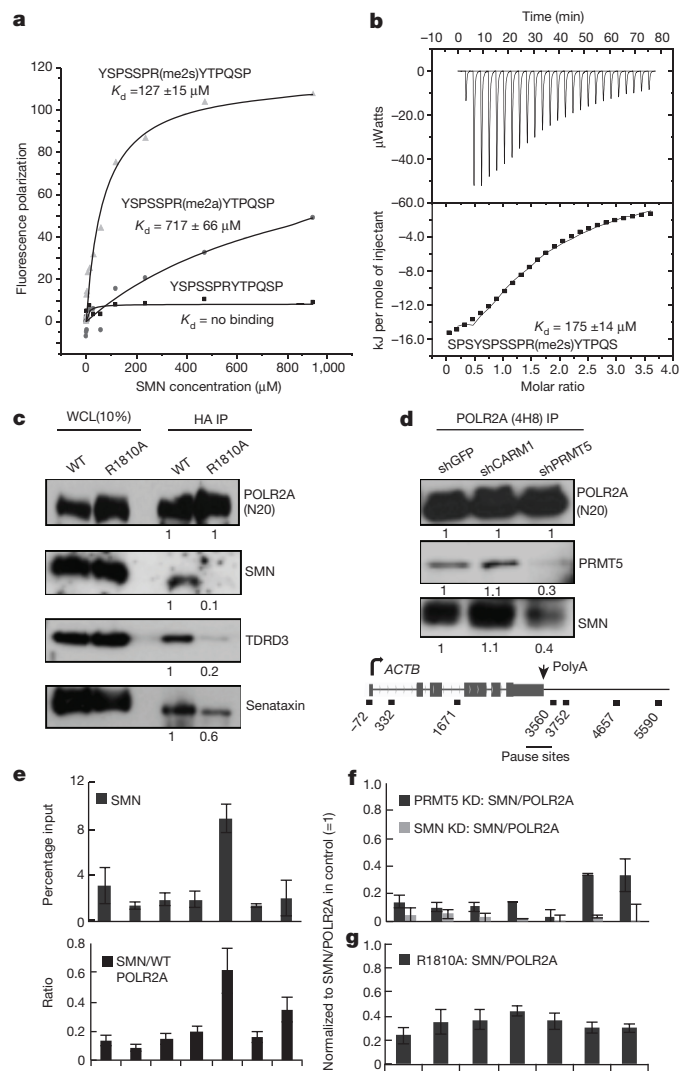 a
YSPSSPR(me2s)YTPQSP
Kd =127 ±15 μM
YSPSSPR(me2a)YTPQSP
Kd = 717 ± 66 μM
YSPSSPRYTPQSP
Kd = no binding
Fluorescence polarization
120
100
80
60
40
20
0
0
200
400
600
800
1,000
SMN concentration (μM)
b
Time (min)
−10 0 10 20 30 40 50 60 70 80
μWatts
0
−20.0
−40.0
−60.0
kJ per mole of injectant
−4.0
−8.0
−12.0
−16.0
Kd = 175 ±14 μM
SPSYSPSSPR(me2s)YTPQS
0.0 0.5 1.0 1.5 2.0 2.5 3.0 3.5 4.0
Molar ratio
c
WCL(10%)
HA IP
WT
R1810A
WT
R1810A
POLR2A
(N20)
1 1
SMN
1 0.1
TDRD3
1 0.2
Senataxin
1 0.6
d
POLR2A (4H8) IP
shGFP
shCARM1
shPRMT5
POLR2A
(N20)
1 1 1
PRMT5
1 1.1 0.3
SMN
1 1.1 0.4
ACTB
PolyA
−72
332
1671
3560
3752
4657
5590
Pause sites
e
SMN
Percentage input
12
8
4
0
SMN/WT
POLR2A
Ratio
0.8
0.6
0.4
0.2
0
f
PRMT5 KD: SMN/POLR2A
SMN KD: SMN/POLR2A
Normalized to SMN/POLR2A in control (=1)
1.0
0.8
0.6
0.4
0.2
0
g
R1810A: SMN/POLR2A
1.0
0.8
0.6
0.4
0.2
0